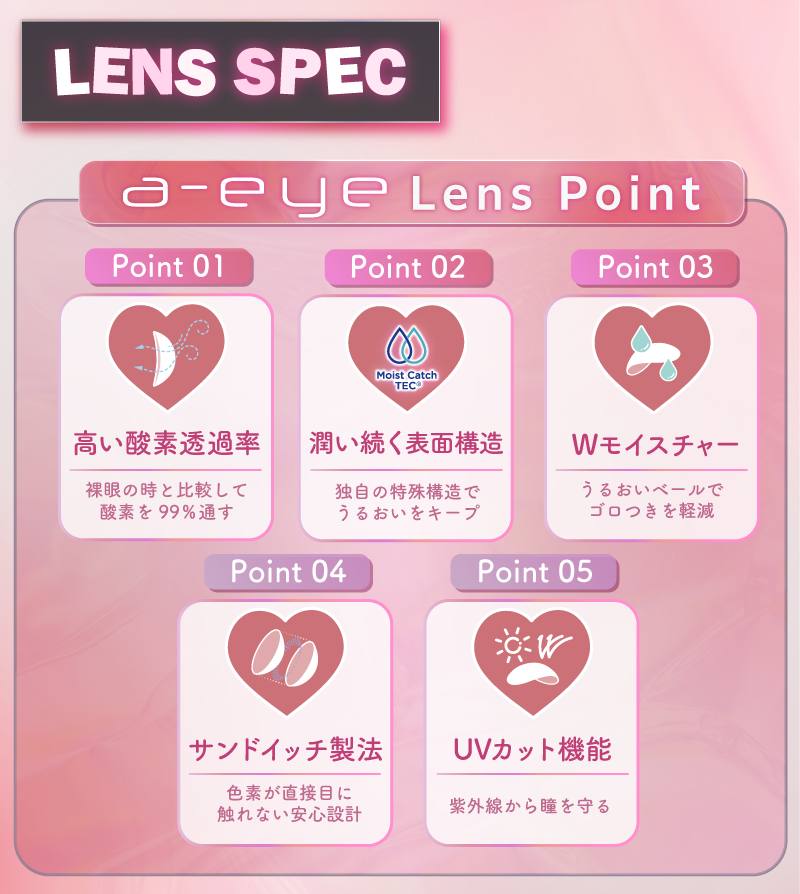 LENS SPEC
a-eye Lens Point
Point 01
Point 02
Point 03
Moist Catch
TEC®
高い酸素透過率
潤い続く表面構造
Wモイスチャー
裸眼の時と比較して
酸素を99%通す
独自の特殊構造で
うるおいをキープ
うるおいベールで
ゴロつきを軽減
Point 04
Point 05
サンドイッチ製法
UVカット機能
色素が直接目に
触れない安心設計
紫外線から瞳を守る